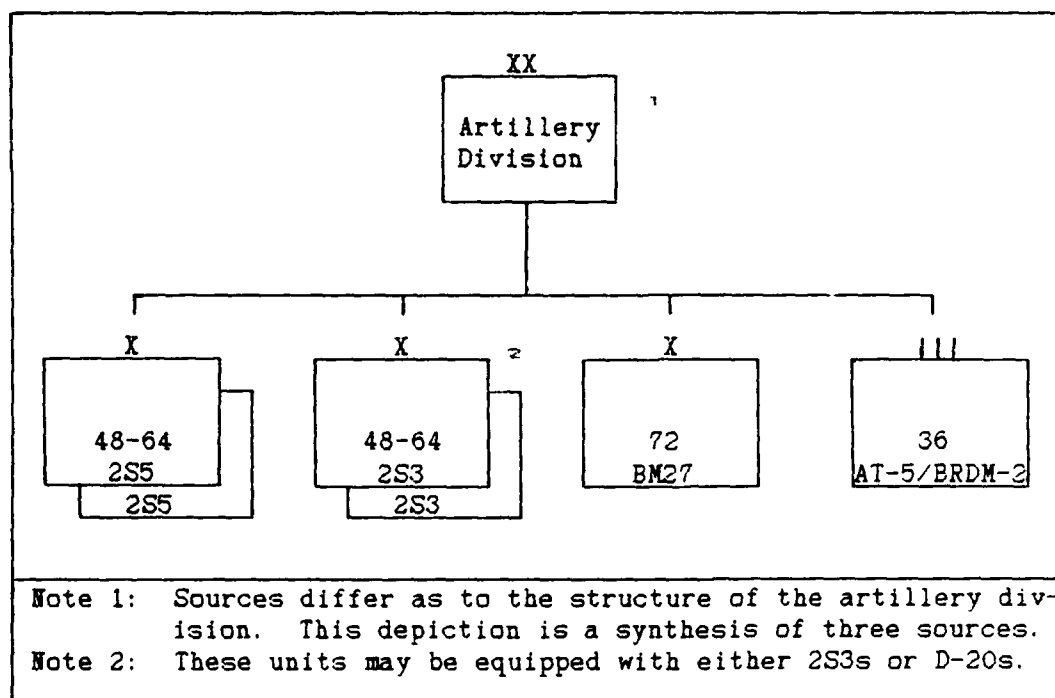 XX
1
Artillery
Division
X X 2 X III
48-64 48-64 72 36
2S5 2S3 BM27 AT-5/BRDM-2
2S5 2S3
Note 1: Sources differ as to the structure of the artillery div-
ision. This depiction is a synthesis of three sources.
Note 2: These units may be equipped with either 2S3s or D-20s.